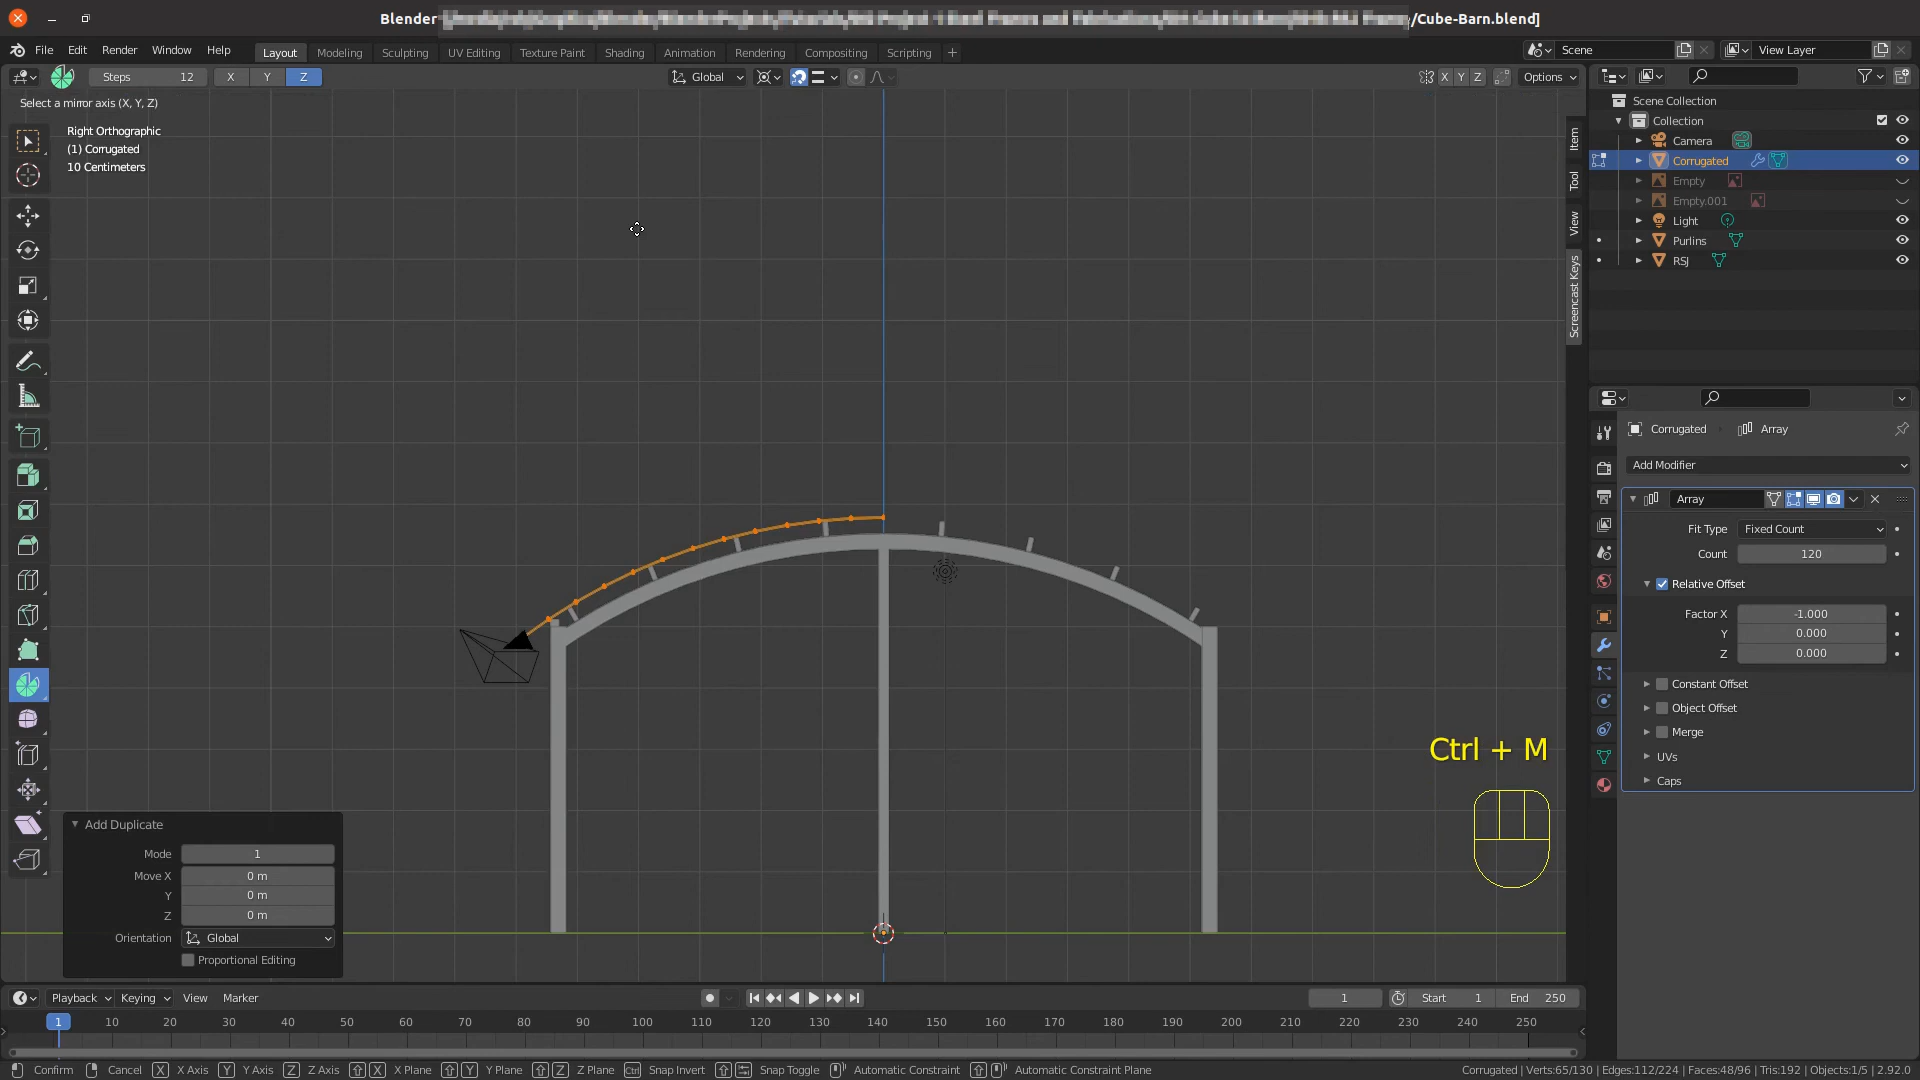 Blender
/Cube-Barn.blend]
File Edit Render Window Help
Layout Modeling Sculpting UV Editing Texture Paint Shading Animation Rendering Compositing Scripting +
Scene
View Layer
Steps 12
X Y Z
Global
X Y Z
Options
Select a mirror axis (X, Y, Z)
Right Orthographic
(1) Corrugated
10 Centimeters
Item
Tool
View
Screencast Keys
Scene Collection
Collection
Camera
Corrugated
Empty
Empty.001
Light
Purlins
RSJ
Corrugated Array
Add Modifier
Array
Fit Type Fixed Count
Count 120
Relative Offset
Factor X -1.000
Y 0.000
Z 0.000
Constant Offset
Object Offset
Merge
UVs
Caps
Ctrl + M
Add Duplicate
Mode 1
Move X 0 m
Y 0 m
Z 0 m
Orientation Global
Proportional Editing
Playback Keying View Marker
1
Start 1
End 250
1 10 20 30 40 50 60 70 80 90 100 110 120 130 140 150 160 170 180 190 200 210 220 230 240 250
Confirm Cancel X X Axis Y Y Axis Z Z Axis X X Plane Y Y Plane Z Z Plane Ctrl Snap Invert Snap Toggle Automatic Constraint Automatic Constraint Plane
Corrugated | Verts:65/130 | Edges:112/224 | Faces:48/96 | Tris:192 | Objects:1/5 | 2.92.0